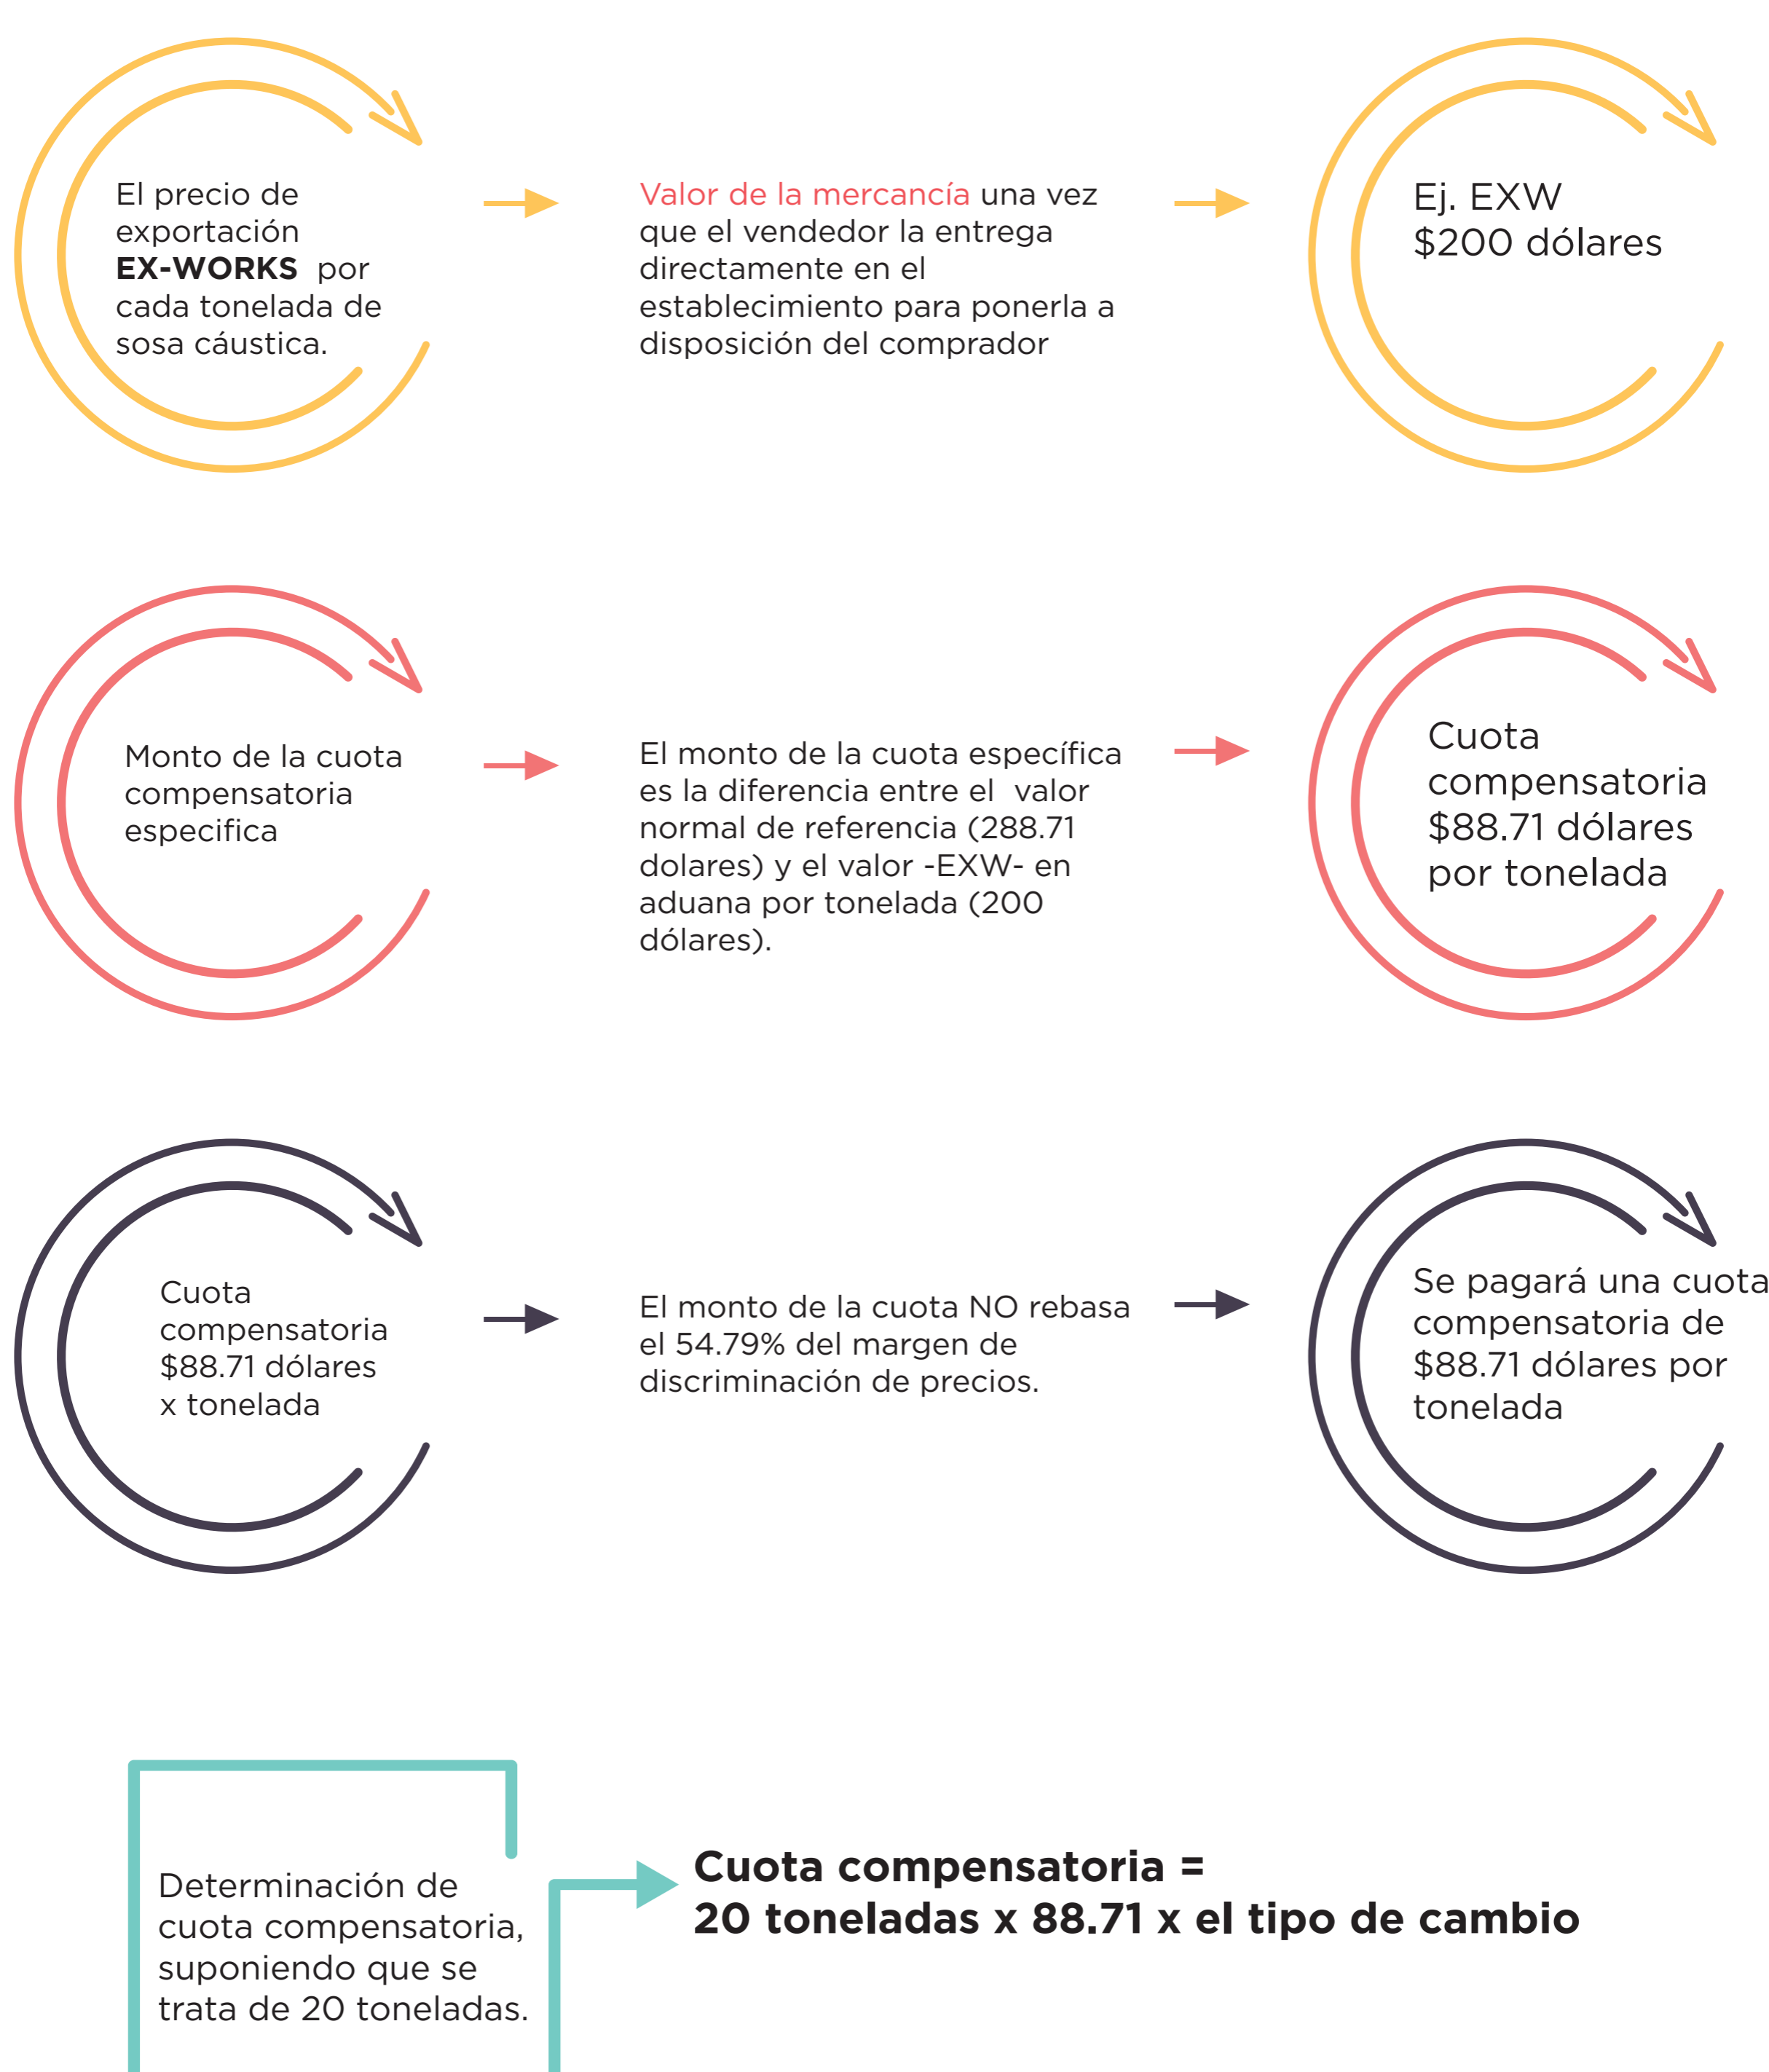 El precio de
exportación
EX-WORKS por
cada tonelada de
sosa cáustica.
Valor de la mercancía una vez
que el vendedor la entrega
directamente en el
establecimiento para ponerla a
disposición del comprador
Ej. EXW
$200 dólares
Monto de la cuota
compensatoria
especifica
El monto de la cuota específica
es la diferencia entre el valor
normal de referencia (288.71
dolares) y el valor -EXW- en
aduana por tonelada (200
dólares).
Cuota
compensatoria
$88.71 dólares
por tonelada
Cuota
compensatoria
$88.71 dólares
x tonelada
El monto de la cuota NO rebasa
el 54.79% del margen de
discriminación de precios.
Se pagará una cuota
compensatoria de
$88.71 dólares por
tonelada
Determinación de
cuota compensatoria,
suponiendo que se
trata de 20 toneladas.
Cuota compensatoria =
20 toneladas x 88.71 x el tipo de cambio